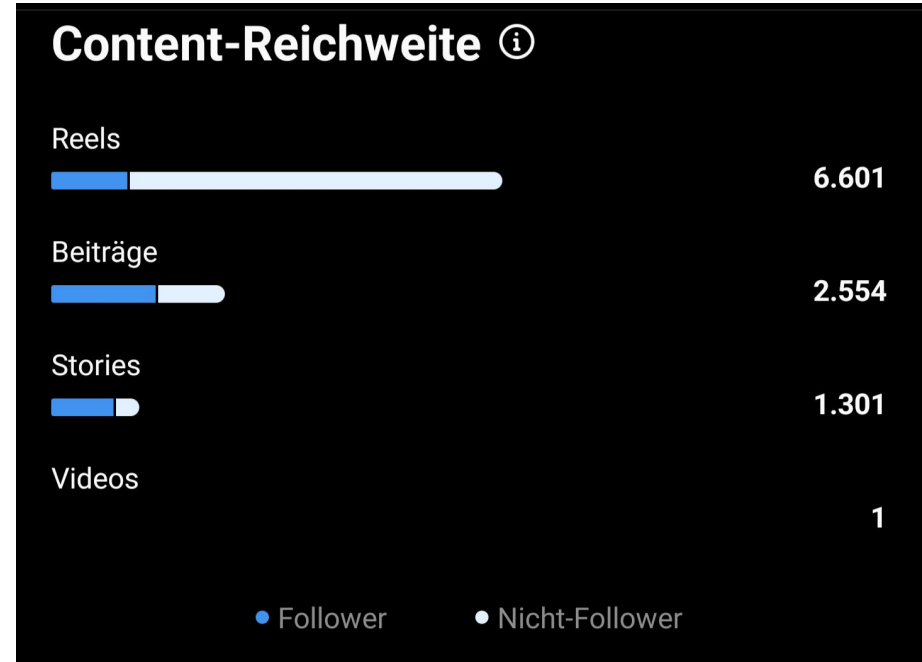 Content-Reichweite
Reels
6.601
Beiträge
2.554
Stories
1.301
Videos
1
Follower Nicht-Follower